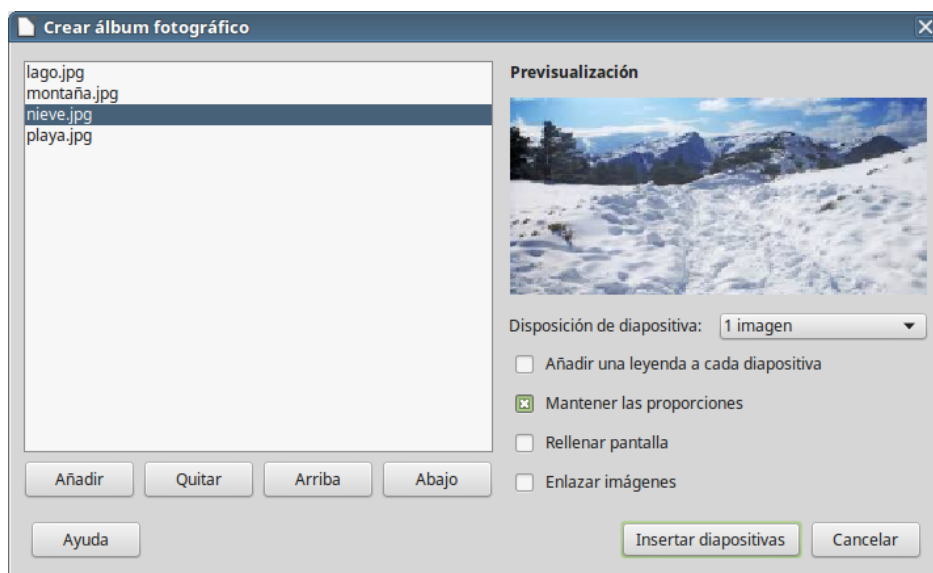 Crear álbum fotográfico
lago.jpg
montaña.jpg
nieve.jpg
playa.jpg
Previsualización
Disposición de diapositiva: 1 imagen
Añadir una leyenda a cada diapositiva
Mantener las proporciones
Rellenar pantalla
Enlazar imágenes
Añadir Quitar Arriba Abajo
Ayuda Insertar diapositivas Cancelar